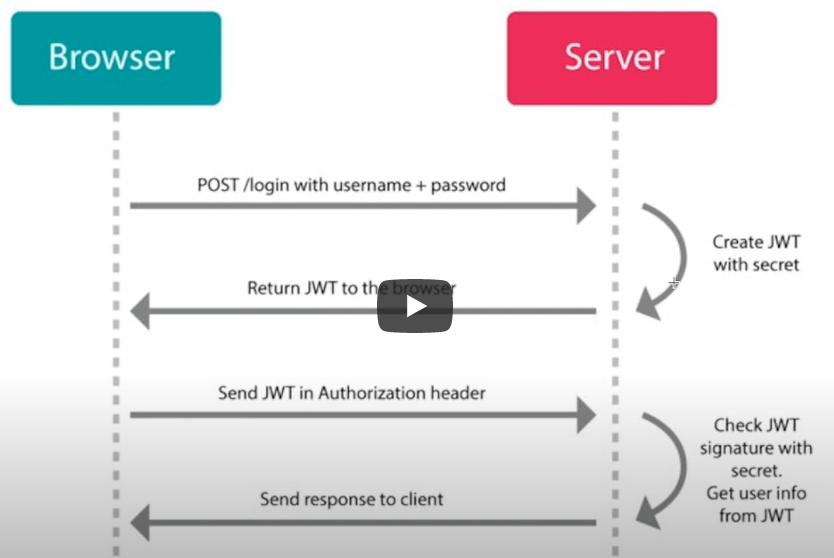 Browser
Server
POST /login with username + password
Create JWT
with secret
Return JWT to the browser
Send JWT in Authorization header
Check JWT
signature with
secret.
Get user info
from JWT
Send response to client